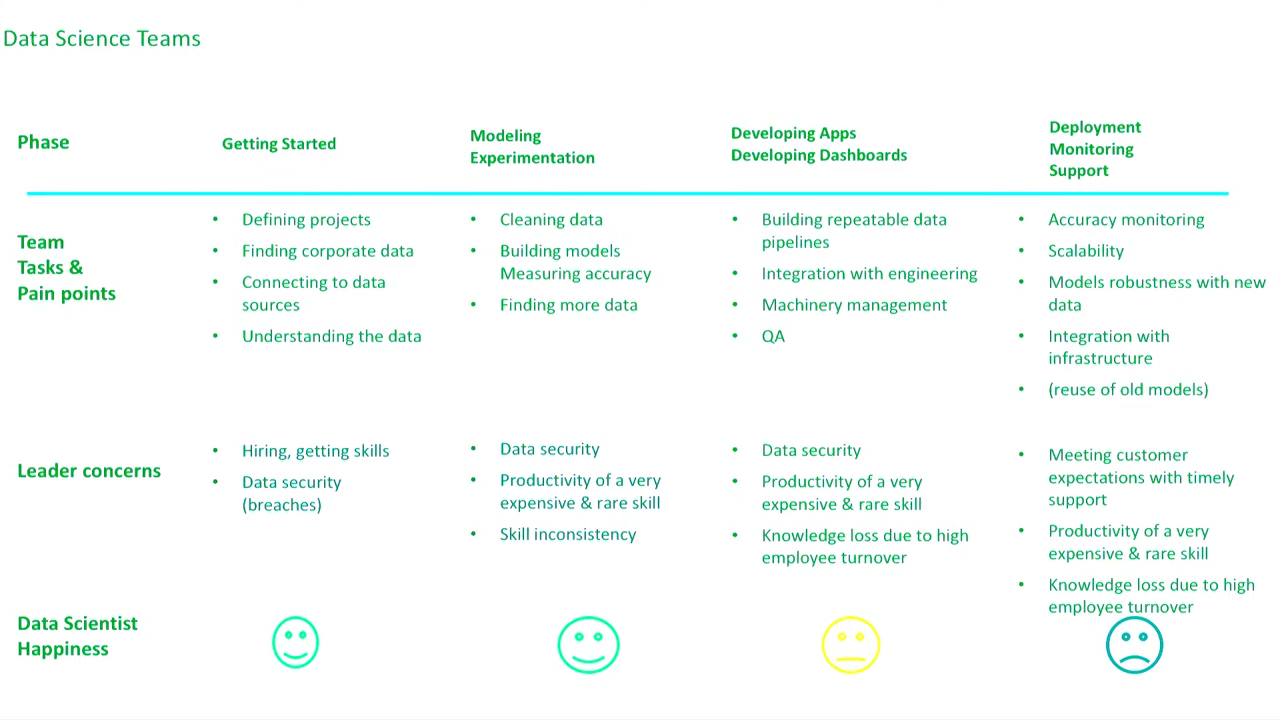 Data Science Teams
Phase
Getting Started
Modeling
Experimentation
Developing Apps
Developing Dashboards
Deployment
Monitoring
Support
Team
Tasks &
Pain points
• Defining projects
• Finding corporate data
• Connecting to data
sources
• Understanding the data
• Cleaning data
• Building models
Measuring accuracy
• Finding more data
• Building repeatable data
pipelines
• Integration with engineering
• Machinery management
• QA
• Accuracy monitoring
• Scalability
• Models robustness with new
data
• Integration with
infrastructure
• (reuse of old models)
Leader concerns
• Hiring, getting skills
• Data security
(breaches)
• Data security
• Productivity of a very
expensive & rare skill
• Skill inconsistency
• Data security
• Productivity of a very
expensive & rare skill
• Knowledge loss due to high
employee turnover
• Meeting customer
expectations with timely
support
• Productivity of a very
expensive & rare skill
• Knowledge loss due to high
employee turnover
Data Scientist
Happiness